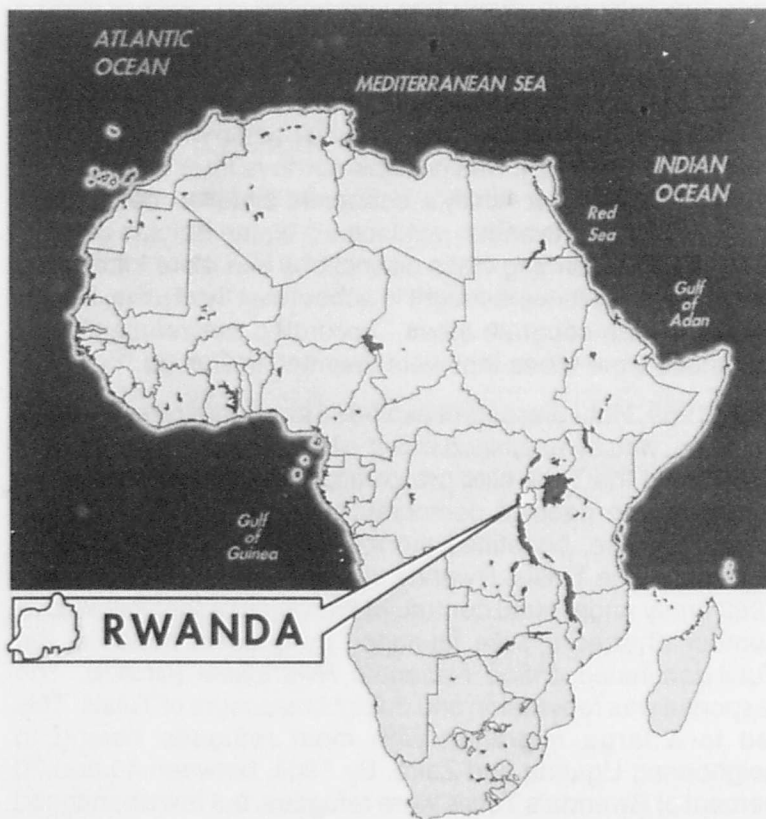 ATLANTIC
OCEAN
MEDITERRANEAN SEA
INDIAN
OCEAN
Red
Sea
Gulf
of
Adan
Gulf
of
Guinea
RWANDA